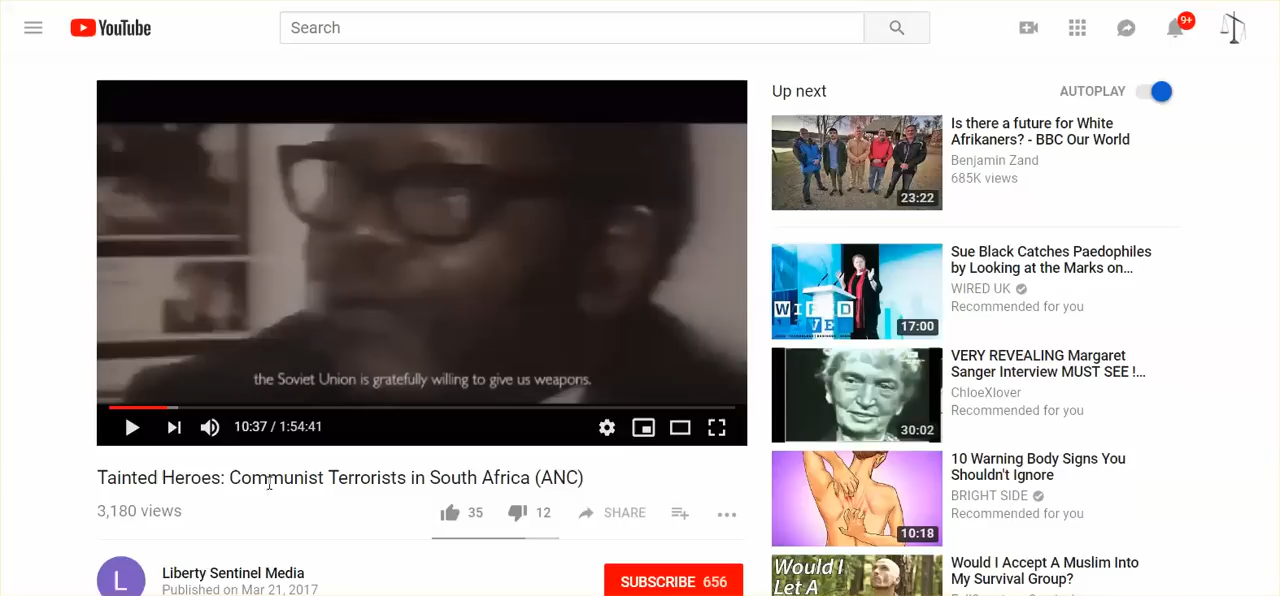 YouTube
Search
9+
the Soviet Union is gratefully willing to give us weapons.
10:37 / 1:54:41
Tainted Heroes: Communist Terrorists in South Africa (ANC)
3,180 views
35
12
SHARE
L
Liberty Sentinel Media
Published on Mar 21, 2017
SUBSCRIBE 656
Up next
AUTOPLAY
23:22
Is there a future for White
Afrikaners? - BBC Our World
Benjamin Zand
685K views
WIRED
VE
17:00
Sue Black Catches Paedophiles
by Looking at the Marks on...
WIRED UK
Recommended for you
30:02
VERY REVEALING Margaret
Sanger Interview MUST SEE !...
ChloeXlover
Recommended for you
10:18
10 Warning Body Signs You
Shouldn't Ignore
BRIGHT SIDE
Recommended for you
Would I
Let A
Would I Accept A Muslim Into
My Survival Group?